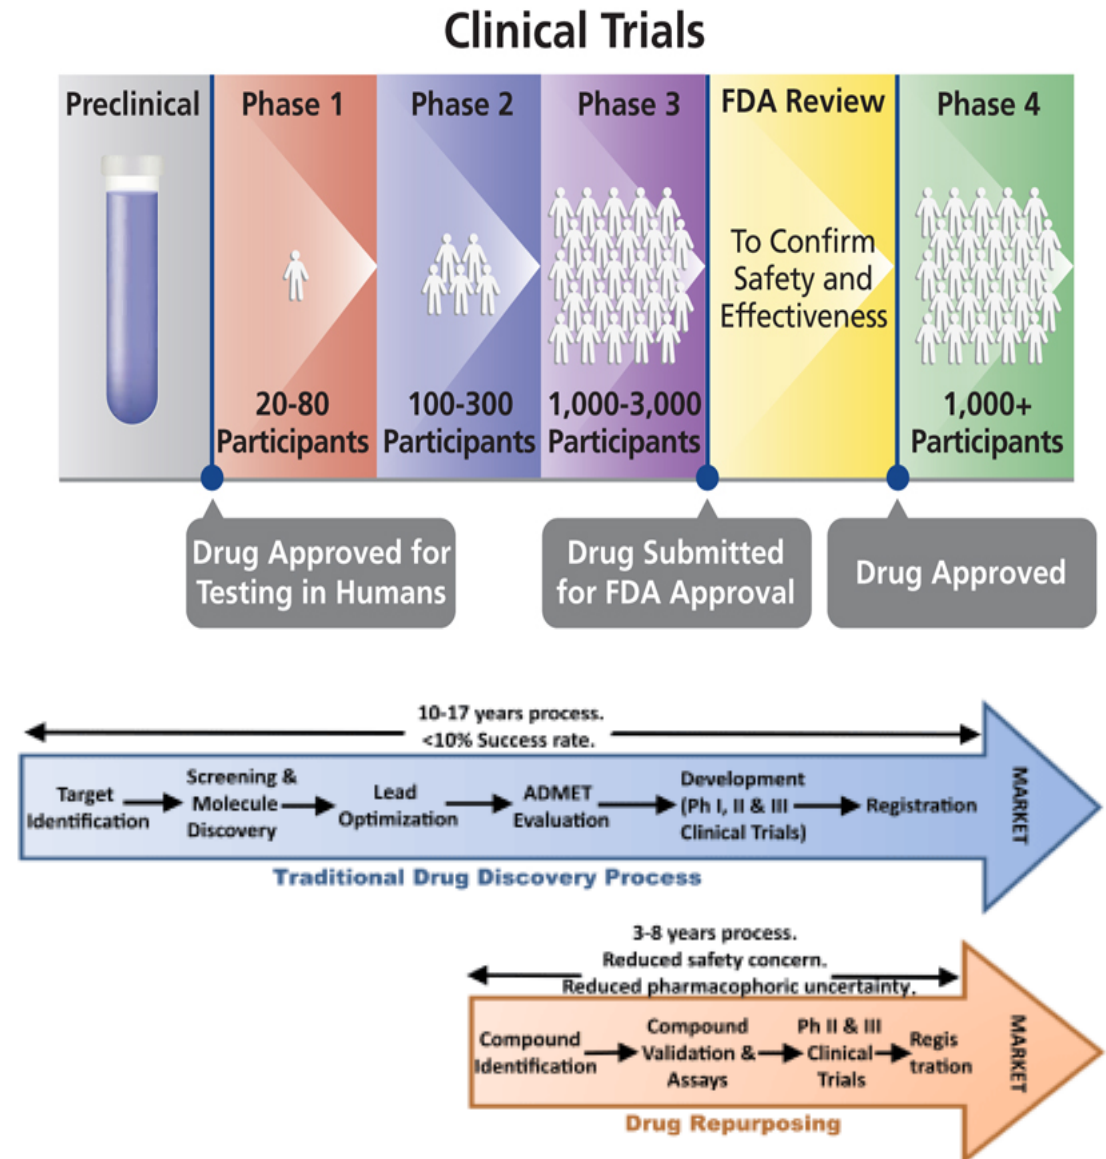 Clinical Trials
Preclinical
Phase 1
Phase 2
Phase 3
FDA Review
Phase 4
To Confirm
Safety and
Effectiveness
20-80
Participants
100-300
Participants
1,000-3,000
Participants
1,000+
Participants
Drug Approved for
Testing in Humans
Drug Submitted
for FDA Approval
Drug Approved
10-17 years process.
<10% Success rate.
Target
Identification
Screening &
Molecule
Discovery
Lead
Optimization
ADMET
Evaluation
Development
(Ph I, II & III
Clinical Trials)
Registration
MARKET
Traditional Drug Discovery Process
3-8 years process.
Reduced safety concern.
Reduced pharmacophoric uncertainty.
Compound
Identification
Compound
Validation &
Assays
Ph II & III
Clinical
Trials
Regis
tration
MARKET
Drug Repurposing